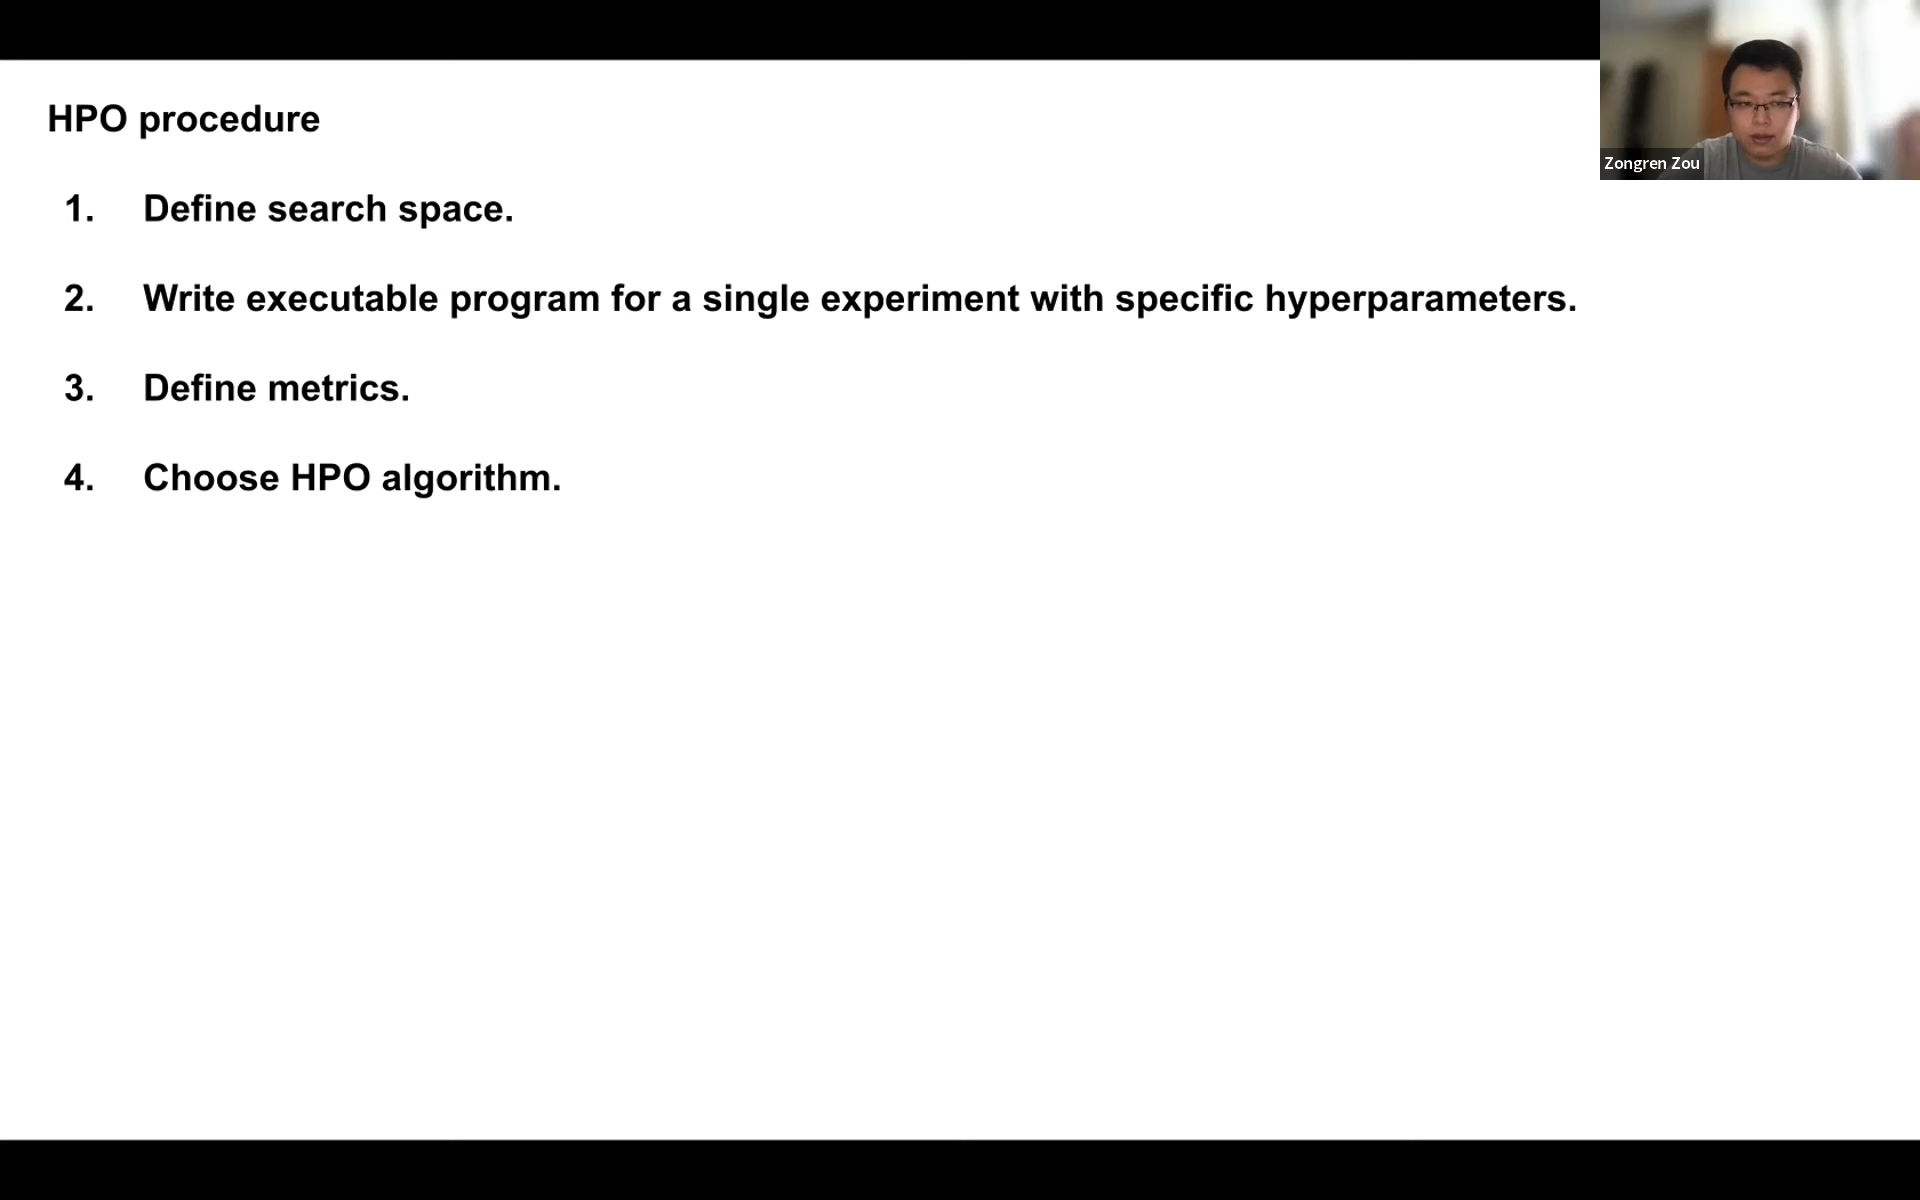 HPO procedure
1. Define search space.
2. Write executable program for a single experiment with specific hyperparameters.
3. Define metrics.
4. Choose HPO algorithm.
Zongren Zou